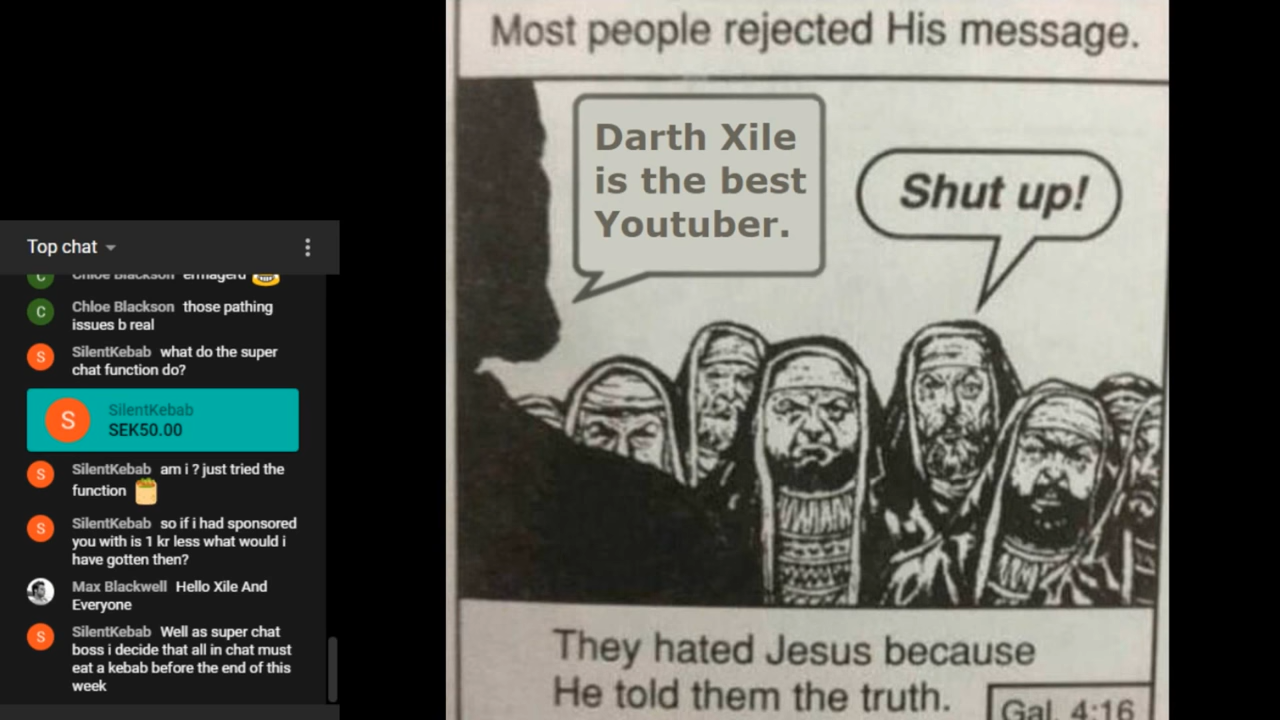 Top chat
C
Chloe Blackson ermagerd
C
Chloe Blackson those pathing
issues b real
S
SilentKebab what do the super
chat function do?
S
SilentKebab
SEK50.00
S
SilentKebab am i ? just tried the
function
S
SilentKebab so if i had sponsored
you with is 1 kr less what would i
have gotten then?
Max Blackwell Hello Xile And
Everyone
S
SilentKebab Well as super chat
boss i decide that all in chat must
eat a kebab before the end of this
week
Most people rejected His message.
Darth Xile
is the best
Youtuber.
Shut up!
They hated Jesus because
He told them the truth.
Gal. 4:16